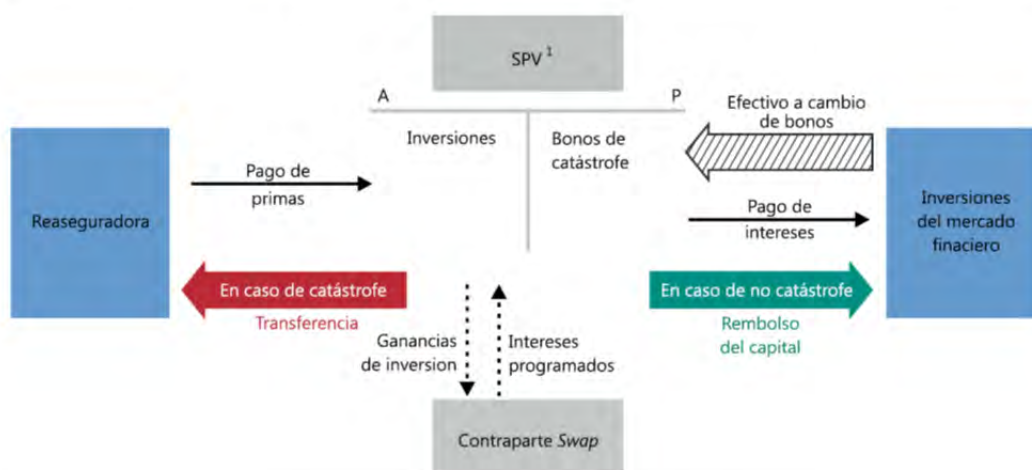 SPV 1
A
P
Efectivo a cambio
de bonos
Inversiones
Bonos de
catástrofe
Reaseguradora
Pago de
primas
Pago de
intereses
Inversiones
del mercado
finaciero
En caso de catástrofe
Transferencia
En caso de no catástrofe
Rembolso
del capital
Ganancias
de inversion
Intereses
programados
Contraparte Swap